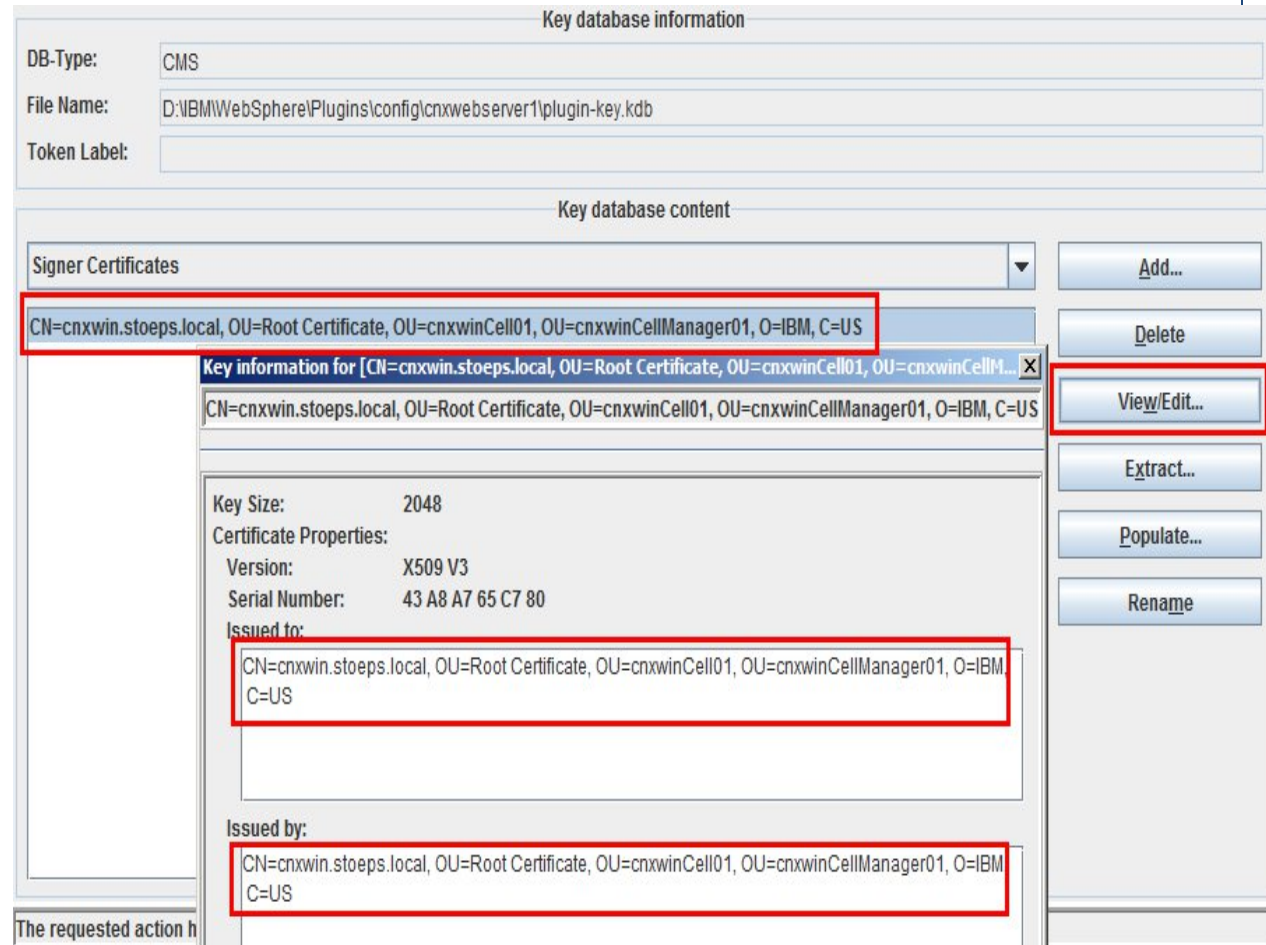 Key database information
DB-Type: CMS
File Name: D:\IBM\WebSphere\Plugins\config\cnxwebserver1\plugin-key.kdb
Token Label:
Key database content
Signer Certificates
Add...
CN=cnxwin.stoeps.local, OU=Root Certificate, OU=cnxwinCell01, OU=cnxwinCellManager01, O=IBM, C=US
Delete
Key information for [CN=cnxwin.stoeps.local, OU=Root Certificate, OU=cnxwinCell01, OU=cnxwinCellM... X
CN=cnxwin.stoeps.local, OU=Root Certificate, OU=cnxwinCell01, OU=cnxwinCellManager01, O=IBM, C=US
View/Edit...
Extract...
Key Size: 2048
Certificate Properties:
Populate...
Version: X509 V3
Serial Number: 43 A8 A7 65 C7 80
Rename
Issued to:
CN=cnxwin.stoeps.local, OU=Root Certificate, OU=cnxwinCell01, OU=cnxwinCellManager01, O=IBM,
C=US
Issued by:
CN=cnxwin.stoeps.local, OU=Root Certificate, OU=cnxwinCell01, OU=cnxwinCellManager01, O=IBM
C=US
The requested action h